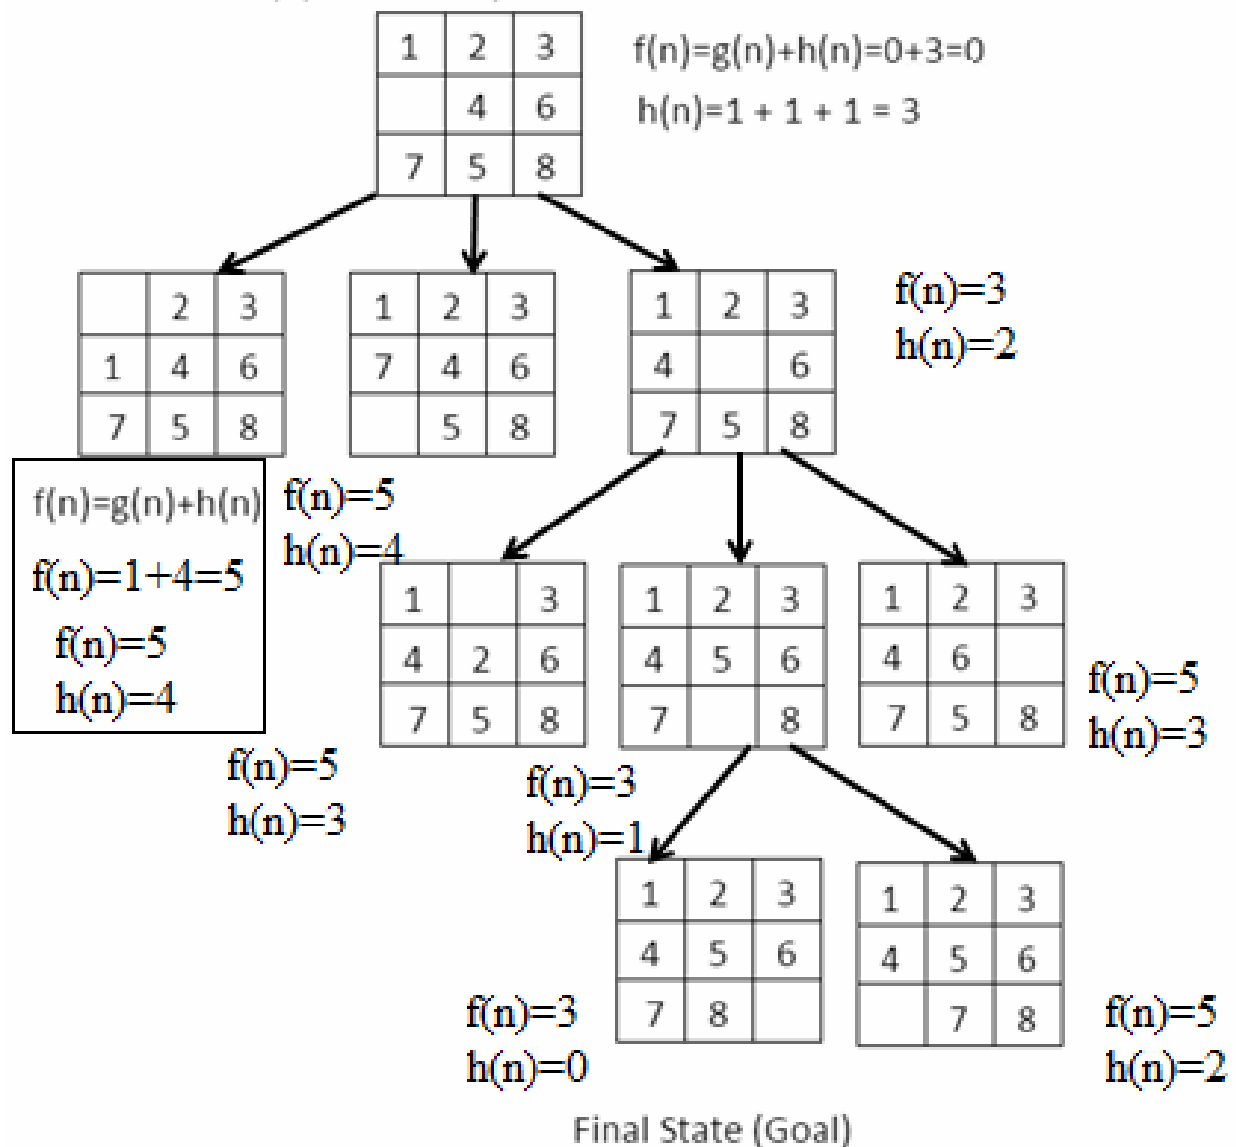 1 2 3
4 6
7 5 8
f(n)=g(n)+h(n)=0+3=0
h(n)=1 + 1 + 1 = 3
2 3
1 4 6
7 5 8
f(n)=g(n)+h(n)
f(n)=1+4=5
f(n)=5
h(n)=4
1 2 3
7 4 6
5 8
f(n)=5
h(n)=4
1 2 3
4 6
7 5 8
f(n)=3
h(n)=2
1 3
4 2 6
7 5 8
f(n)=5
h(n)=3
1 2 3
4 5 6
7 8
f(n)=3
h(n)=1
1 2 3
4 6
7 5 8
f(n)=5
h(n)=3
1 2 3
4 5 6
7 8
f(n)=3
h(n)=0
1 2 3
4 5 6
7 8
f(n)=5
h(n)=2
Final State (Goal)